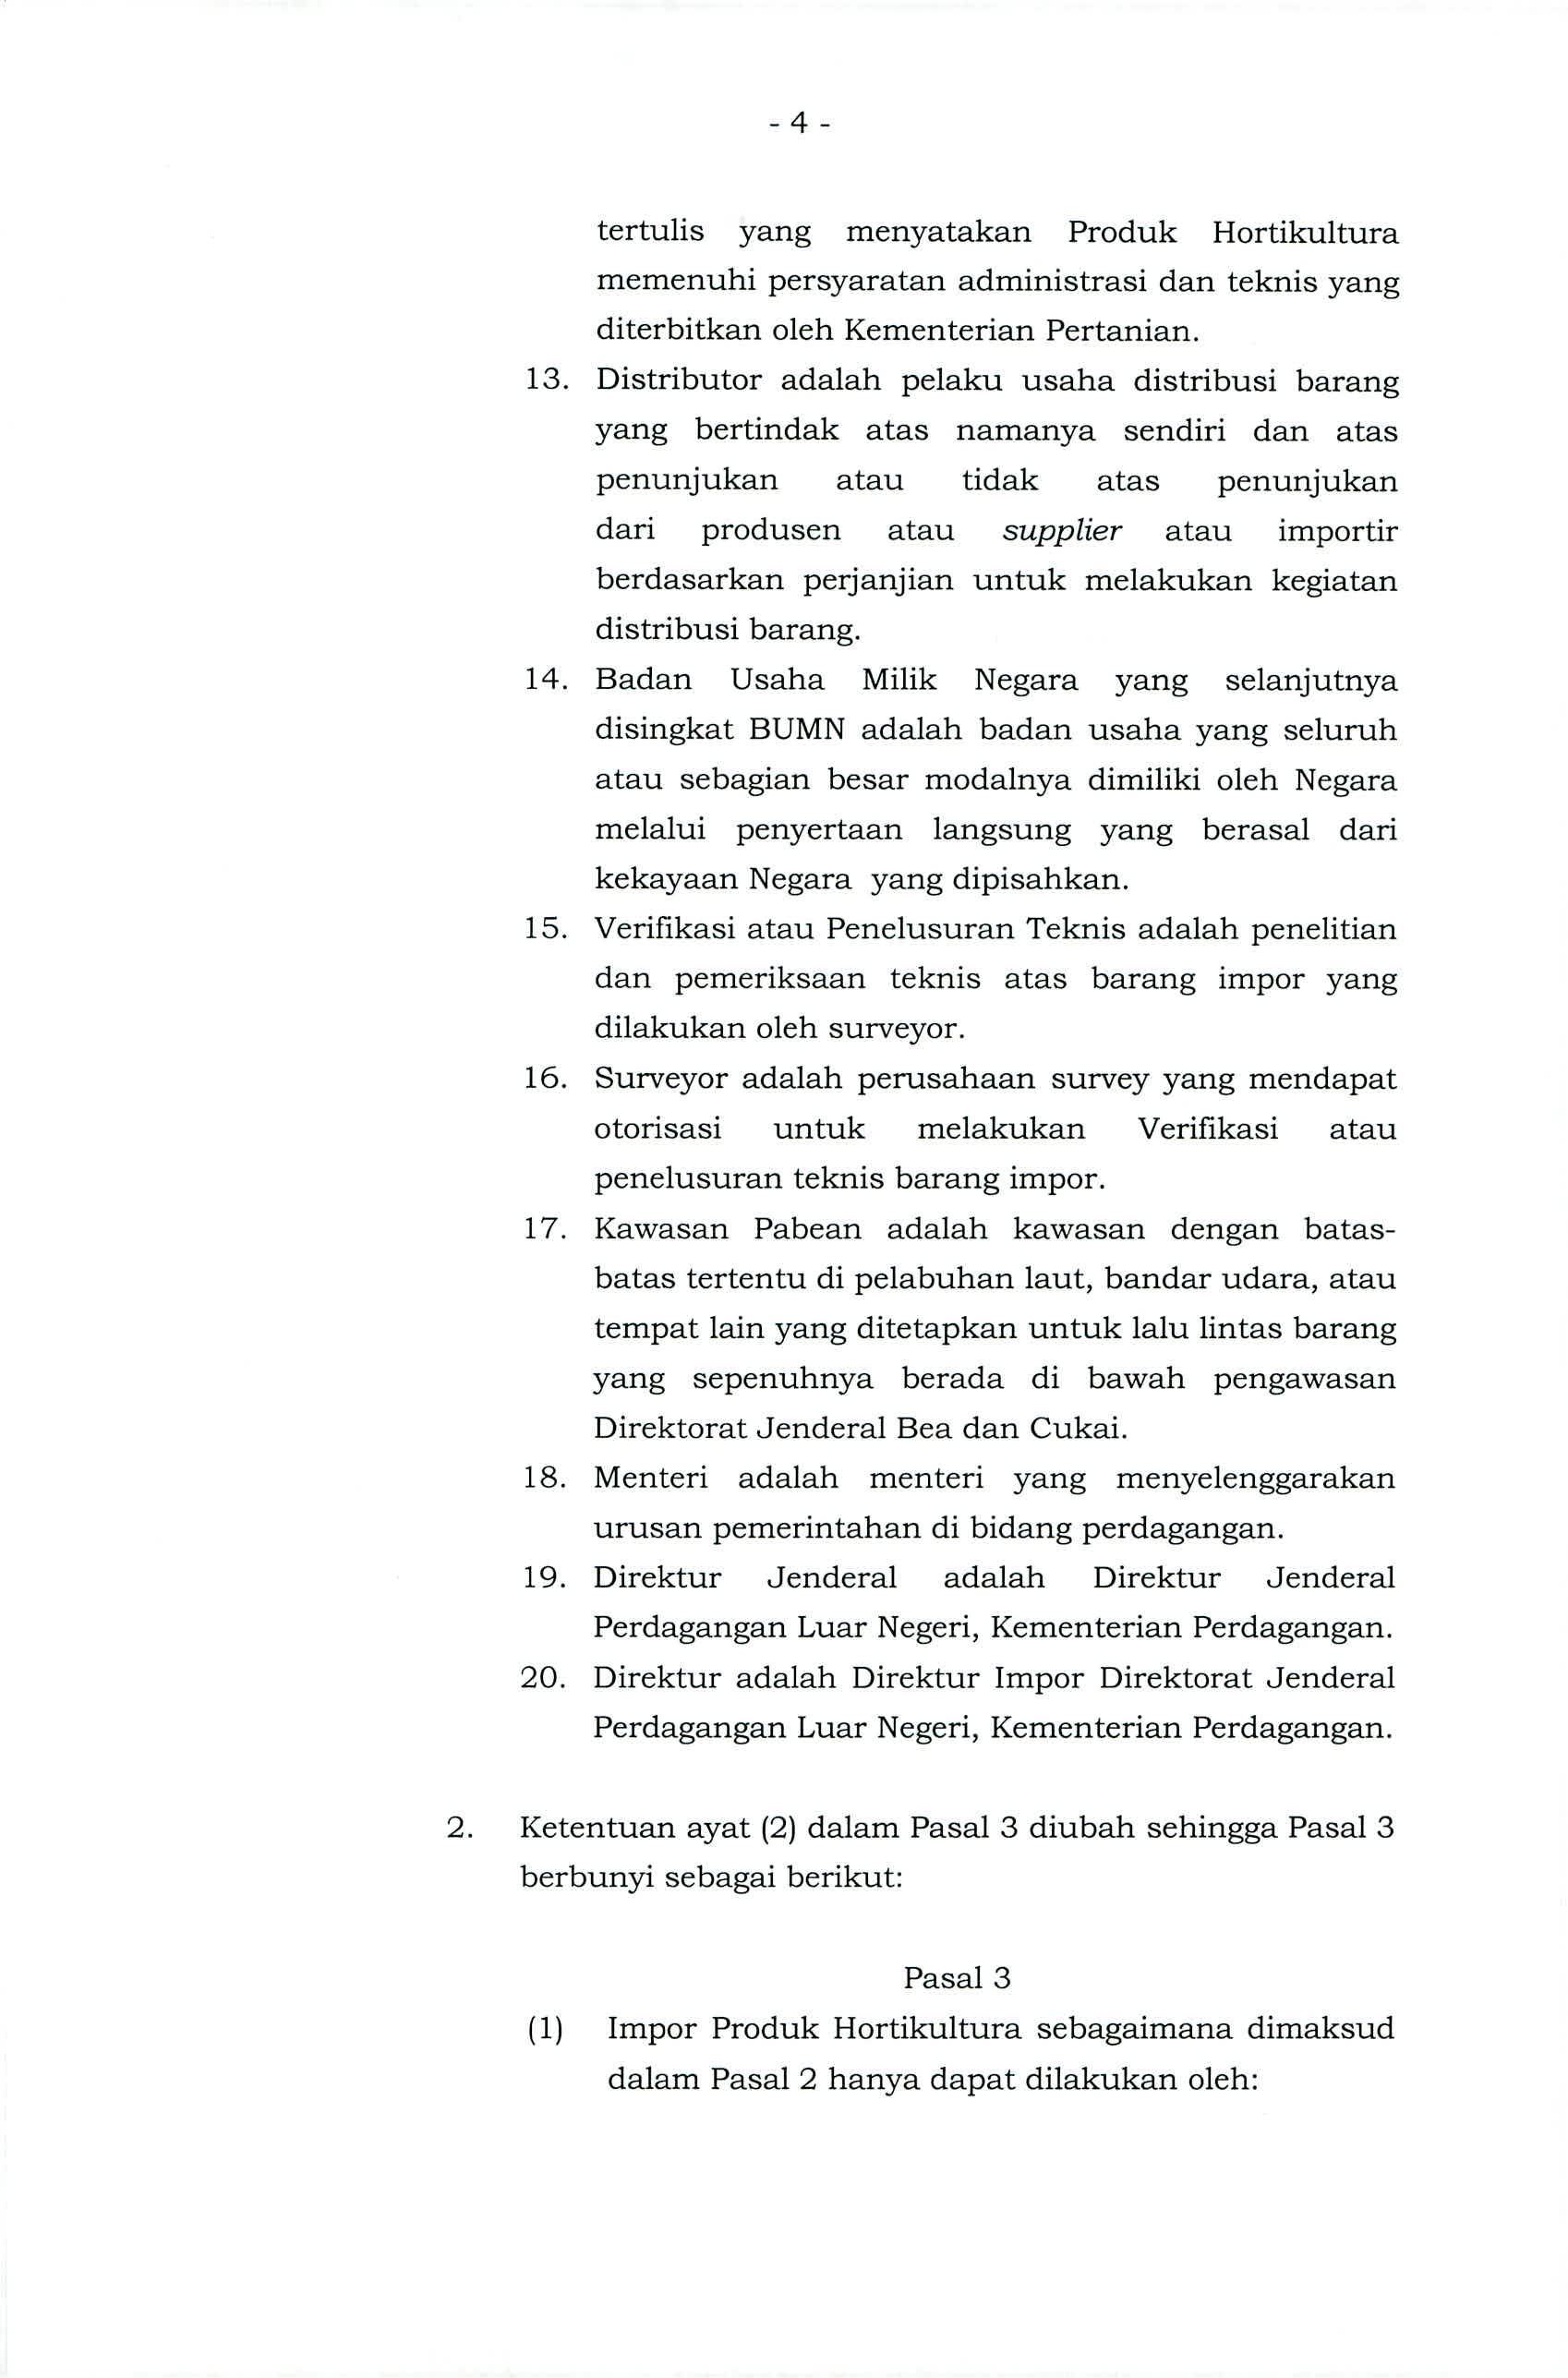 - 4 -
tertulis yang menyatakan Produk Hortikultura
memenuhi persyaratan administrasi dan teknis yang
diterbitkan oleh Kementerian Pertanian.
13. Distributor adalah pelaku usaha distribusi barang
yang bertindak atas namanya sendiri dan atas
penunjukan atau tidak atas penunjukan
dari produsen atau supplier atau importir
berdasarkan perjanjian untuk melakukan kegiatan
distribusi barang.
14. Badan Usaha Milik Negara yang selanjutnya
disingkat BUMN adalah badan usaha yang seluruh
atau sebagian besar modalnya dimiliki oleh Negara
melalui penyertaan langsung yang berasal dari
kekayaan Negara yang dipisahkan.
15. Verifikasi atau Penelusuran Teknis adalah penelitian
dan pemeriksaan teknis atas barang impor yang
dilakukan oleh surveyor.
16. Surveyor adalah perusahaan survey yang mendapat
otorisasi untuk melakukan Verifikasi atau
penelusuran teknis barang impor.
17. Kawasan Pabean adalah kawasan dengan batas-
batas tertentu di pelabuhan laut, bandar udara, atau
tempat lain yang ditetapkan untuk lalu lintas barang
yang sepenuhnya berada di bawah pengawasan
Direktorat Jenderal Bea dan Cukai.
18. Menteri adalah menteri yang menyelenggarakan
urusan pemerintahan di bidang perdagangan.
19. Direktur Jenderal adalah Direktur Jenderal
Perdagangan Luar Negeri, Kementerian Perdagangan.
20. Direktur adalah Direktur Impor Direktorat Jenderal
Perdagangan Luar Negeri, Kementerian Perdagangan.
2. Ketentuan ayat (2) dalam Pasal 3 diubah sehingga Pasal 3
berbunyi sebagai berikut:
Pasal 3
(1) Impor Produk Hortikultura sebagaimana dimaksud
dalam Pasal 2 hanya dapat dilakukan oleh: